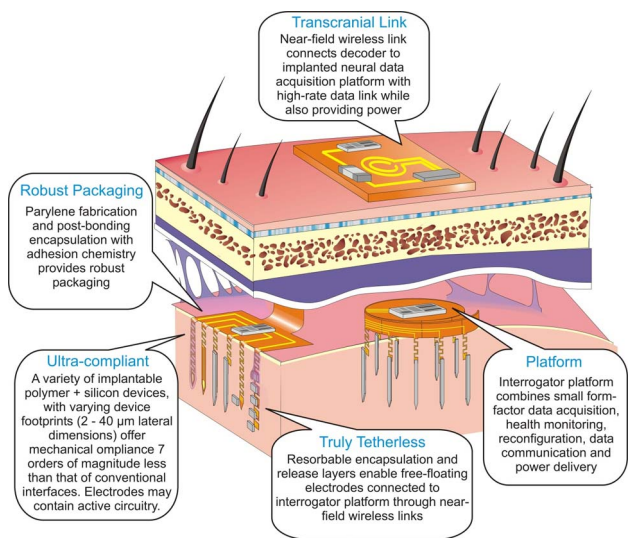 Transcranial Link
Near-field wireless link
connects decoder to
implanted neural data
acquisition platform with
high-rate data link while
also providing power
Robust Packaging
Parylene fabrication
and post-bonding
encapsulation with
adhesion chemistry
provides robust
packaging
Ultra-compliant
A variety of implantable
polymer + silicon devices,
with varying device
footprints (2 - 40 µm lateral
dimensions) offer
mechanical ompliance 7
orders of magnitude less
than that of conventional
interfaces. Electrodes may
contain active circuitry.
Truly Tetherless
Resorbable encapsulation and
release layers enable free-floating
electrodes connected to
interrogator platform through near-
field wireless links
Platform
Interrogator platform
combines small form-
factor data acquisition,
health monitoring,
reconfiguration, data
communication and
power delivery